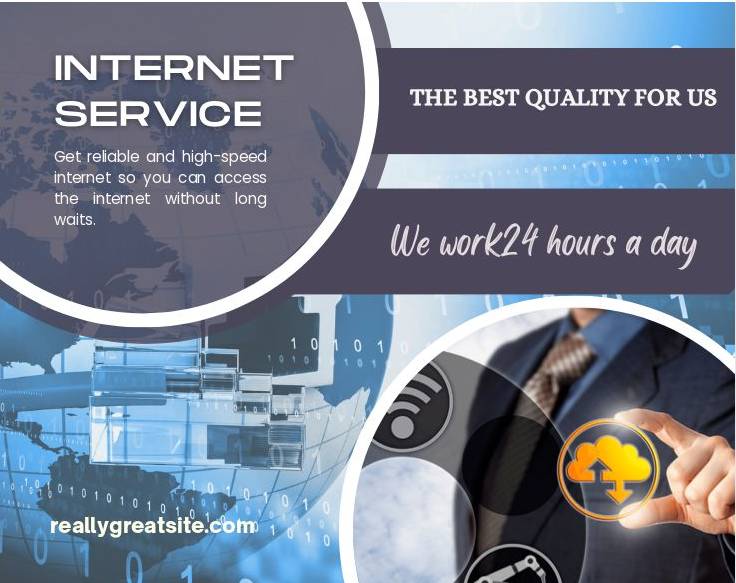 INTERNET
SERVICE
Get reliable and high-speed
internet so you can access
the internet without long
waits.
THE BEST QUALITY FOR US
We work24 hours a day
reallygreatsite.com